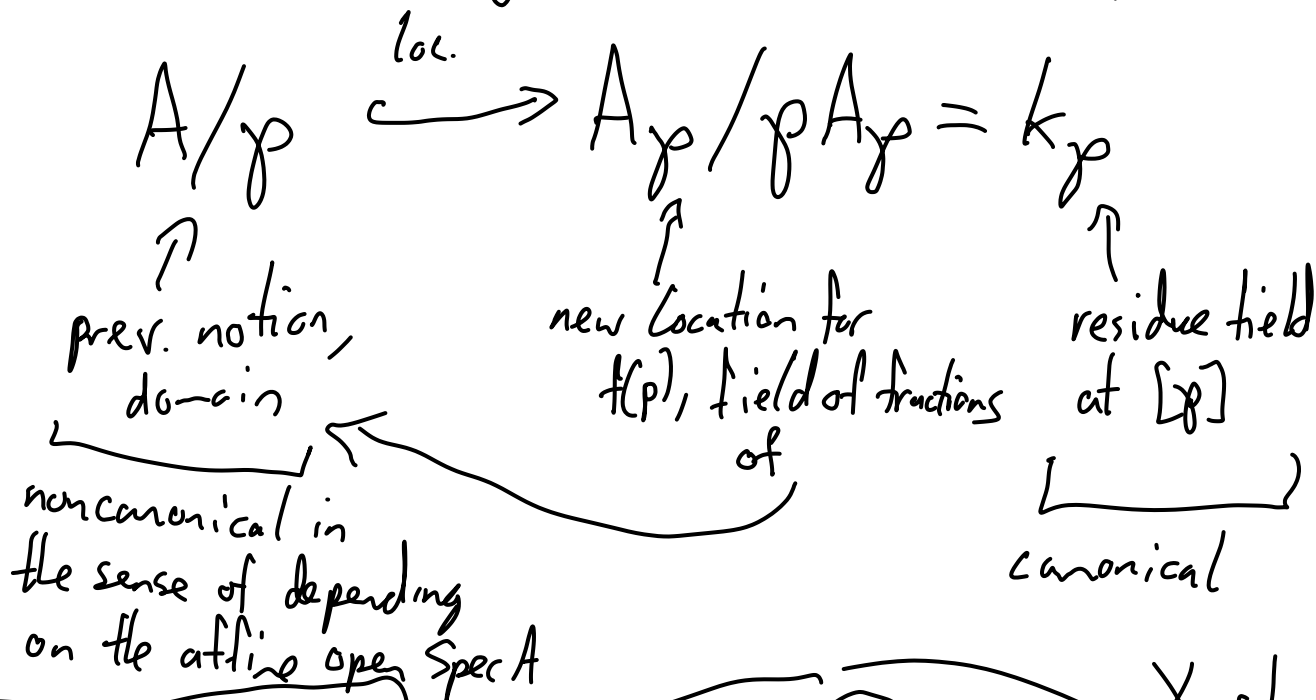 loc.
A/𝔭 ↪ A_𝔭/𝔭A_𝔭 = k_𝔭
prev. notion,
domain
new location for
f(p), field of fractions
of
residue field
at [𝔭]
noncanonical in
the sense of depending
on the affine open Spec A
canonical